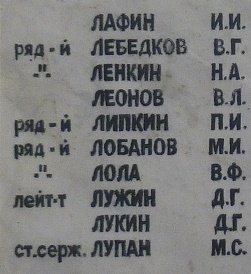 ЛАФИН И.И.
ряд-й ЛЕБЕДКОВ В.Г.
-"- ЛЕНКИН Н.А.
ЛЕОНОВ В.Л.
ряд-й ЛИПКИН П.И.
ряд-й ЛОБАНОВ М.И.
-"- ЛОЛА В.Ф.
лейт-т ЛУЖИН Д.Г.
ЛУКИН Д.Г.
ст.серж. ЛУПАН М.С.